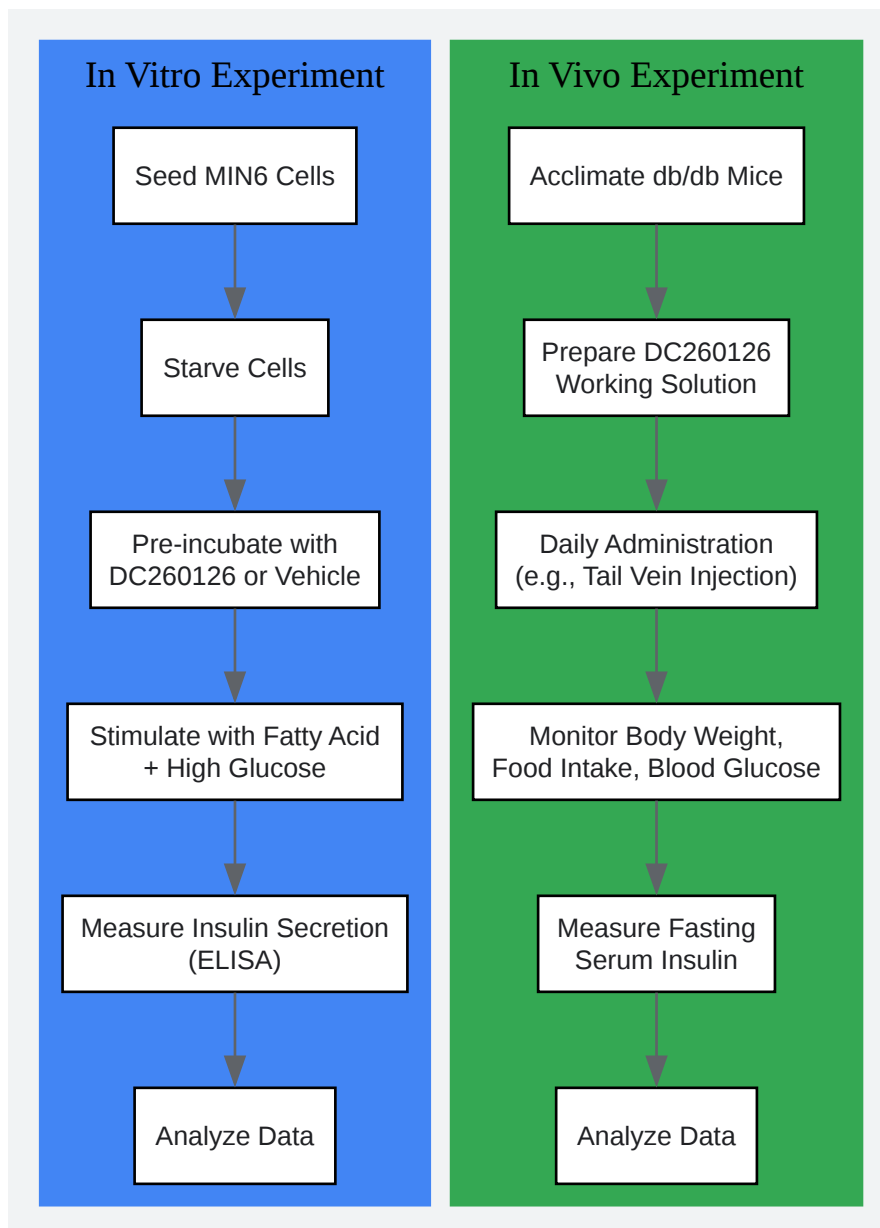 In Vitro Experiment
Seed MIN6 Cells
Starve Cells
Pre-incubate with
DC260126 or Vehicle
Stimulate with Fatty Acid
+ High Glucose
Measure Insulin Secretion
(ELISA)
Analyze Data
In Vivo Experiment
Acclimate db/db Mice
Prepare DC260126
Working Solution
Daily Administration
(e.g., Tail Vein Injection)
Monitor Body Weight,
Food Intake, Blood Glucose
Measure Fasting
Serum Insulin
Analyze Data